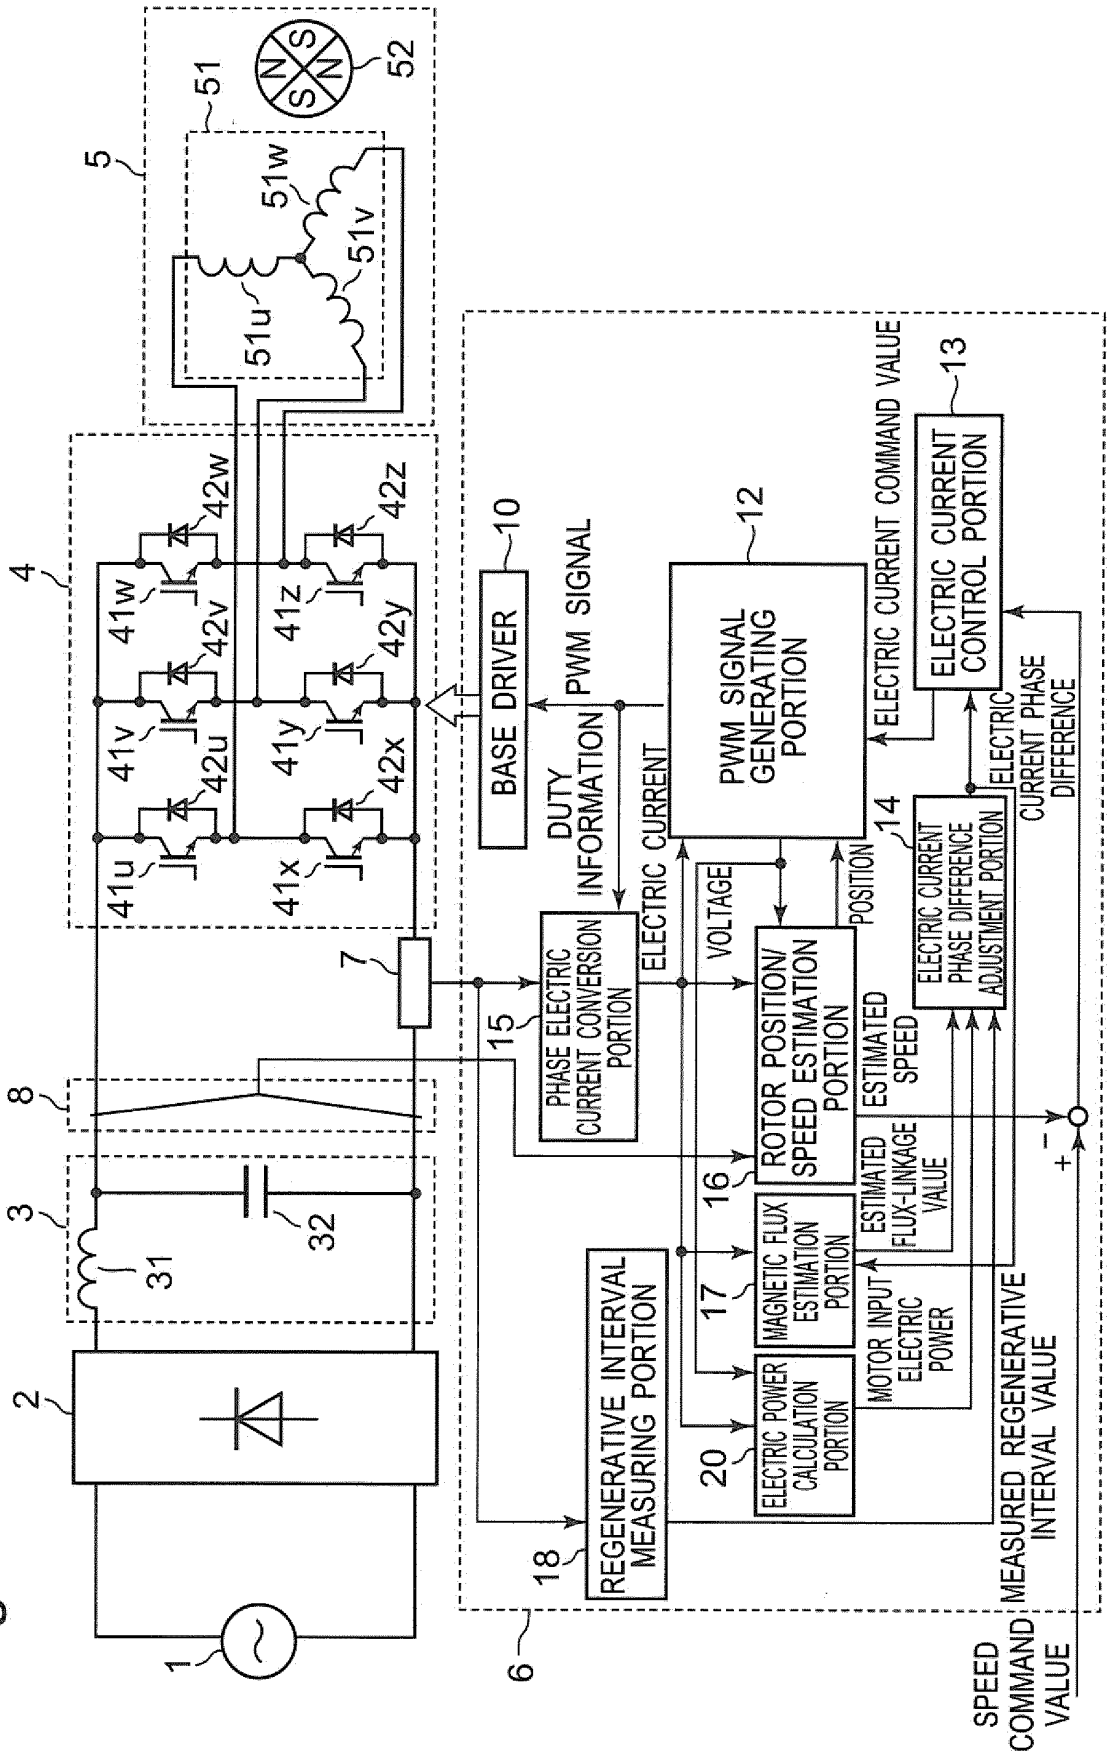 1
2
3
31
32
8
7
4
41u
42u
41v
42v
41w
42w
41x
42x
41y
42y
41z
42z
5
51
51u
51v
51w
52
N
S
N
S
6
BASE DRIVER
10
PWM SIGNAL
DUTY
INFORMATION
ELECTRIC CURRENT
PWM SIGNAL
GENERATING
PORTION
12
ELECTRIC CURRENT COMMAND VALUE
ELECTRIC CURRENT
CONTROL PORTION
13
ELECTRIC
CURRENT PHASE
DIFFERENCE
14
ELECTRIC CURRENT
PHASE DIFFERENCE
ADJUSTMENT PORTION
15
PHASE ELECTRIC
CURRENT CONVERSION
PORTION
VOLTAGE
POSITION
16
ROTOR POSITION/
SPEED ESTIMATION
PORTION
ESTIMATED
SPEED
17
MAGNETIC FLUX
ESTIMATION
PORTION
ESTIMATED
FLUX-LINKAGE
VALUE
20
ELECTRIC POWER
CALCULATION
PORTION
MOTOR INPUT
ELECTRIC
POWER
18
REGENERATIVE INTERVAL
MEASURING PORTION
MEASURED REGENERATIVE
INTERVAL VALUE
SPEED
COMMAND
VALUE
+
−